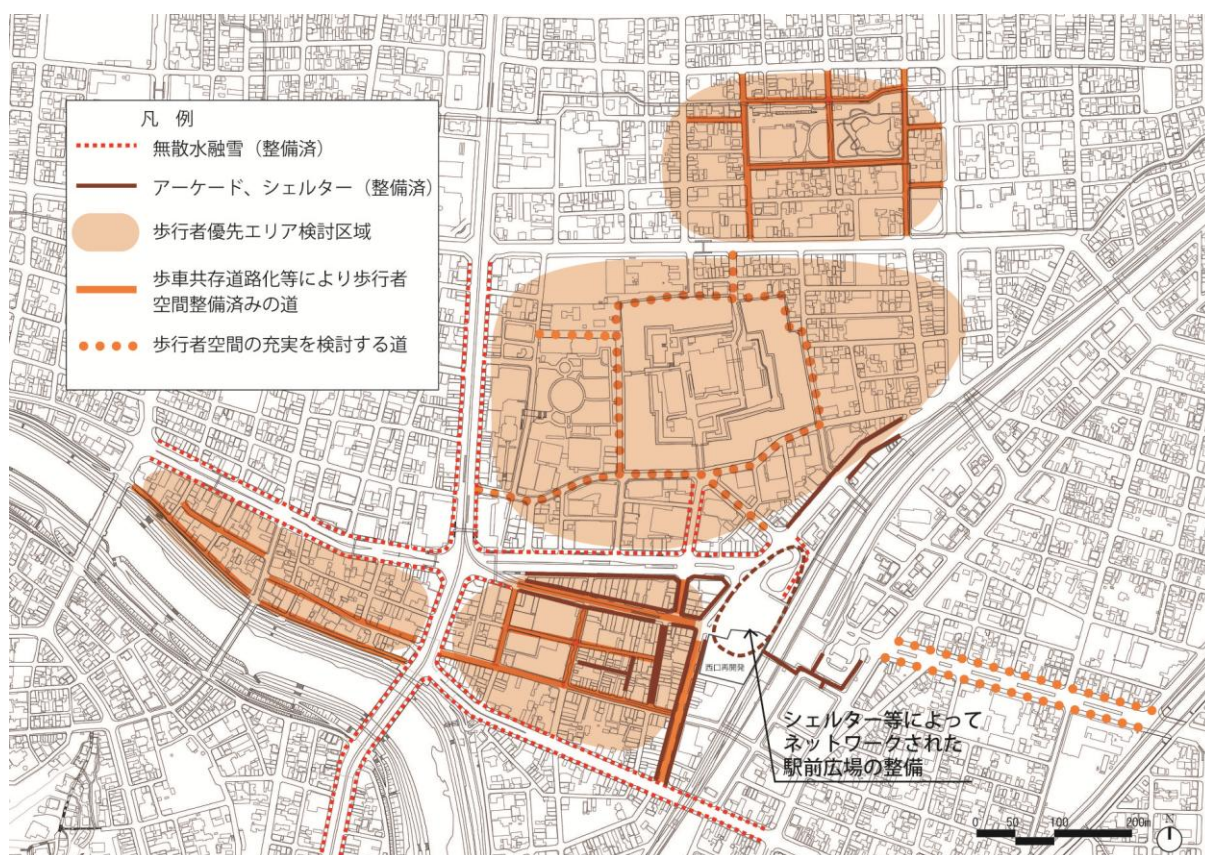 凡 例
無散水融雪（整備済）
アーケード、シェルター（整備済）
歩行者優先エリア検討区域
歩車共存道路化等により歩行者
空間整備済みの道
歩行者空間の充実を検討する道
西口再開発
シェルター等によって
ネットワークされた
駅前広場の整備
0 50 100 200m
N